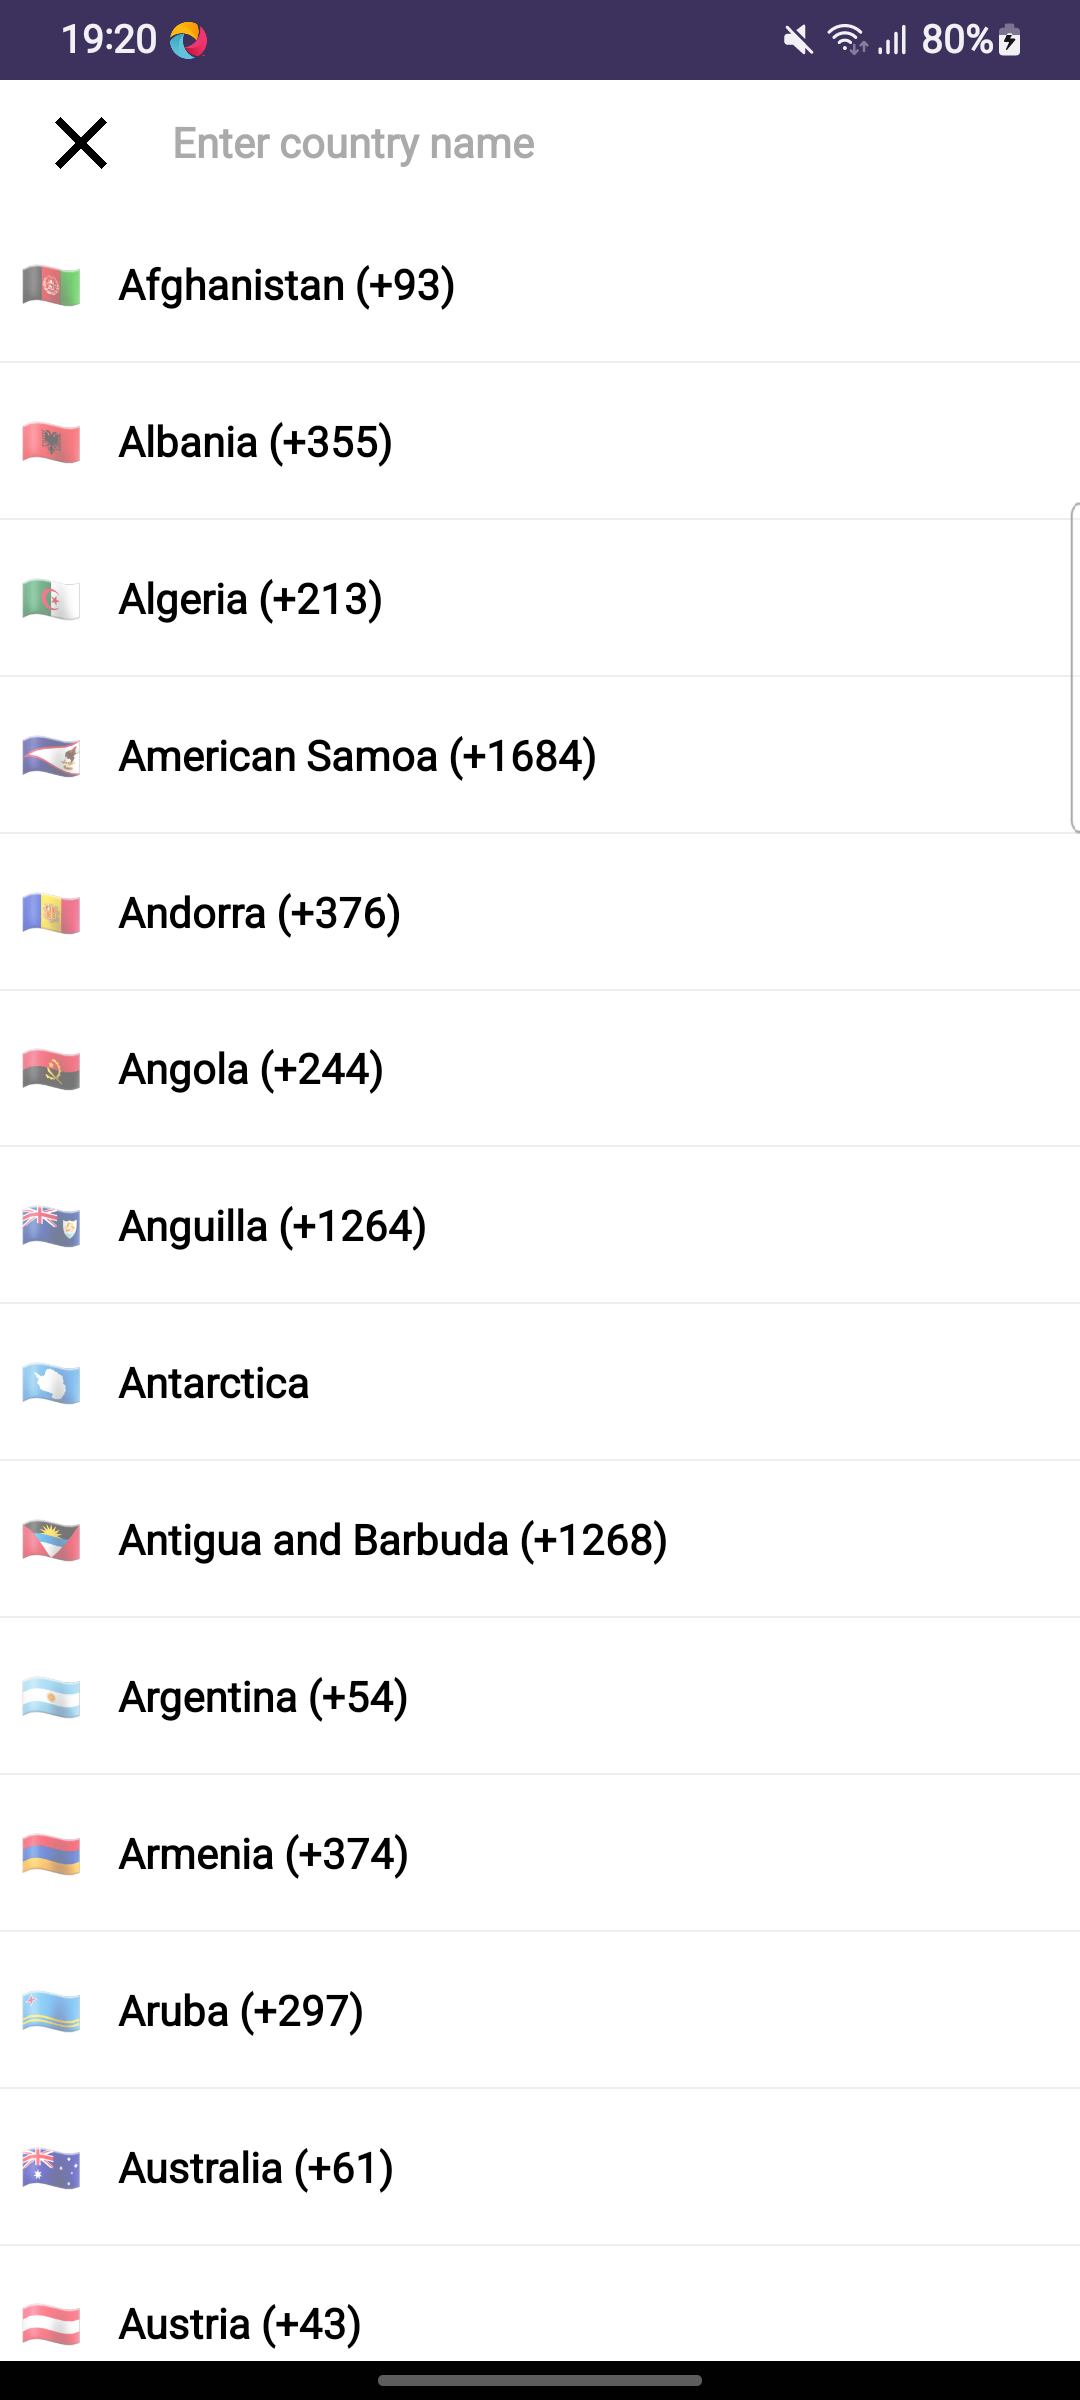 19:20
80%
Enter country name
Afghanistan (+93)
Albania (+355)
Algeria (+213)
American Samoa (+1684)
Andorra (+376)
Angola (+244)
Anguilla (+1264)
Antarctica
Antigua and Barbuda (+1268)
Argentina (+54)
Armenia (+374)
Aruba (+297)
Australia (+61)
Austria (+43)